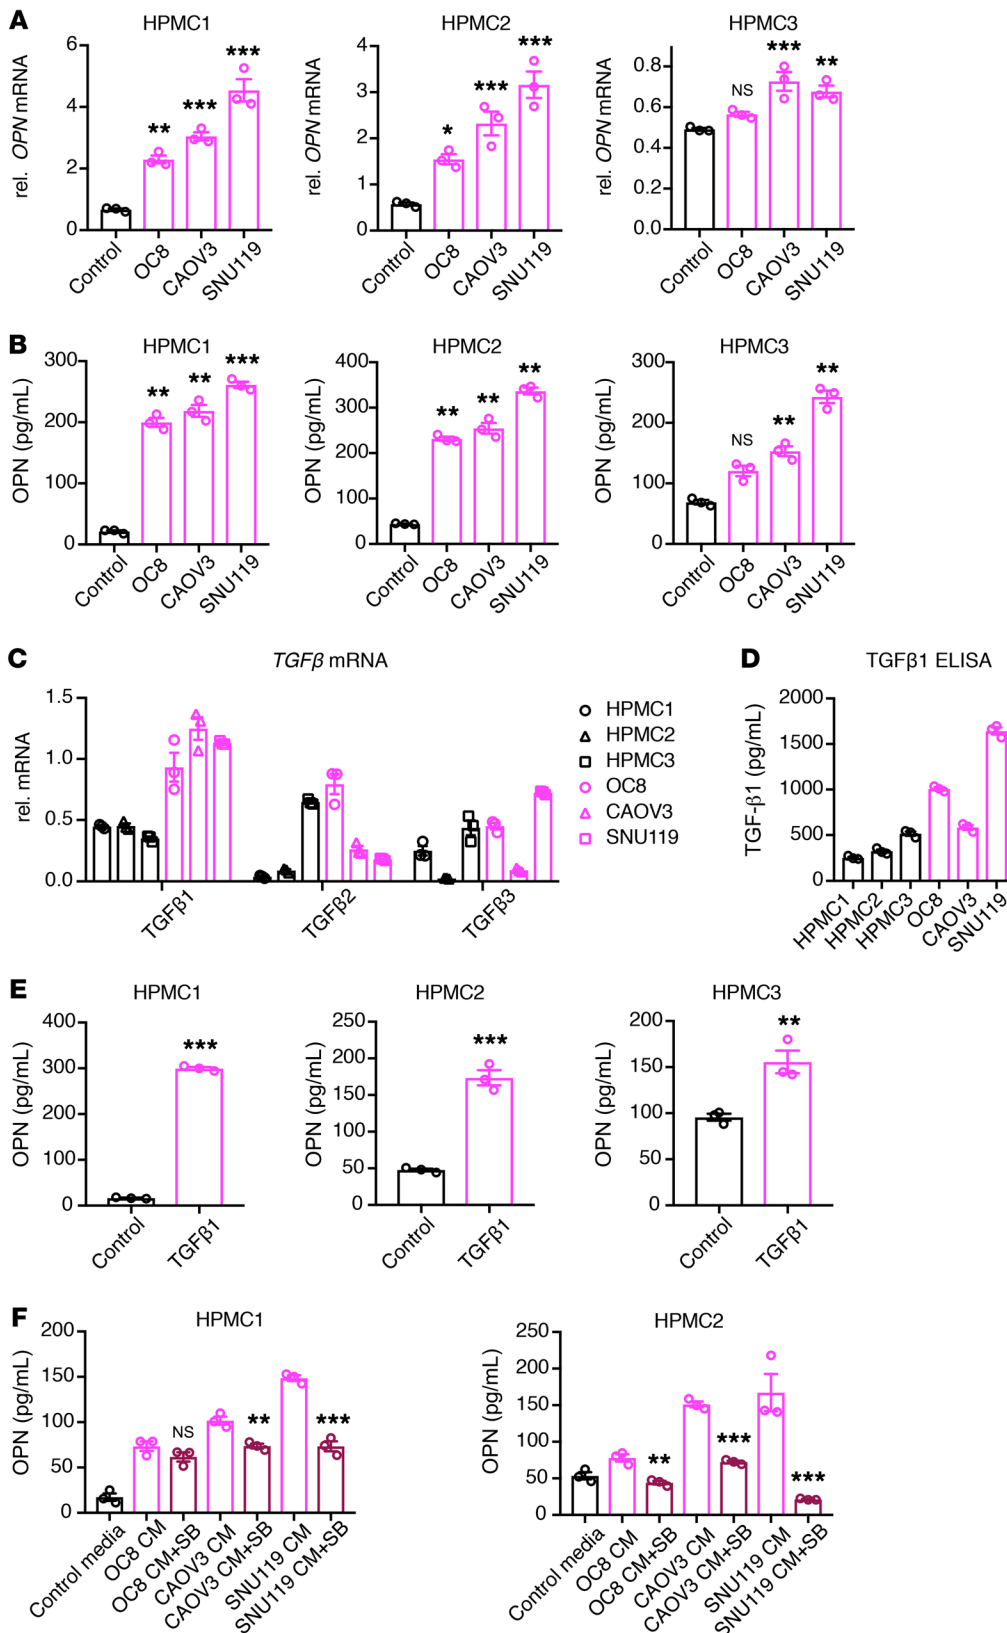 A
HPMC1
HPMC2
HPMC3
rel. OPN mRNA
6
4
2
0
**
***
***
Control
OC8
CAOV3
SNU119
rel. OPN mRNA
4
3
2
1
0
*
***
***
Control
OC8
CAOV3
SNU119
rel. OPN mRNA
0.8
0.6
0.4
0.2
0.0
NS
***
**
Control
OC8
CAOV3
SNU119
B
HPMC1
HPMC2
HPMC3
OPN (pg/mL)
300
200
100
0
**
**
***
Control
OC8
CAOV3
SNU119
OPN (pg/mL)
400
300
200
100
0
**
**
**
Control
OC8
CAOV3
SNU119
OPN (pg/mL)
300
200
100
0
NS
**
**
Control
OC8
CAOV3
SNU119
C
TGFβ mRNA
rel. mRNA
1.5
1.0
0.5
0.0
TGFβ1
TGFβ2
TGFβ3
HPMC1
HPMC2
HPMC3
OC8
CAOV3
SNU119
D
TGFβ1 ELISA
TGF-β1 (pg/mL)
2000
1500
1000
500
0
HPMC1
HPMC2
HPMC3
OC8
CAOV3
SNU119
E
HPMC1
HPMC2
HPMC3
OPN (pg/mL)
400
300
200
100
0
***
Control
TGFβ1
OPN (pg/mL)
250
200
150
100
50
0
***
Control
TGFβ1
OPN (pg/mL)
200
150
100
50
0
**
Control
TGFβ1
F
HPMC1
HPMC2
OPN (pg/mL)
200
150
100
50
0
NS
**
***
Control media
OC8 CM
OC8 CM+SB
CAOV3 CM
CAOV3 CM+SB
SNU119 CM
SNU119 CM+SB
OPN (pg/mL)
250
200
150
100
50
0
**
***
***
Control media
OC8 CM
OC8 CM+SB
CAOV3 CM
CAOV3 CM+SB
SNU119 CM
SNU119 CM+SB